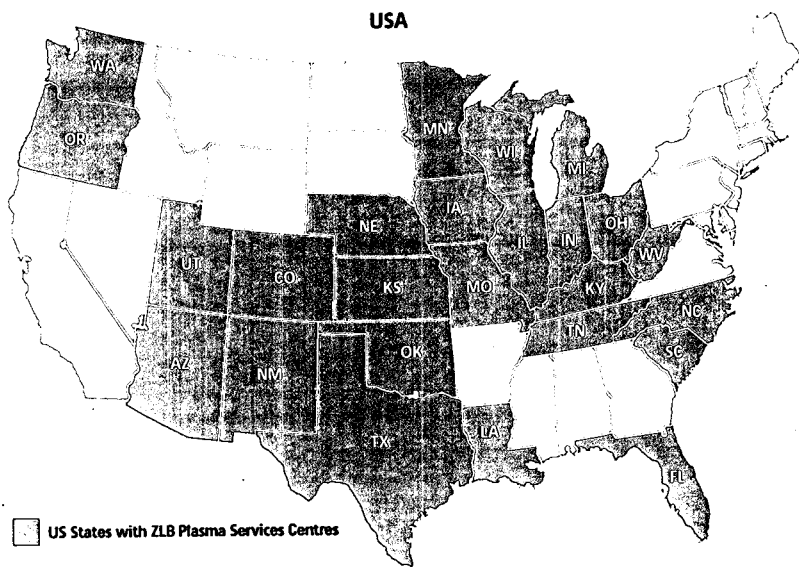 USA
WA
OR
MN
WI
MI
IA
NE
IL
IN
OH
WV
UT
CO
KS
MO
KY
NC
TN
SC
AZ
NM
OK
TX
LA
FL
US States with ZLB Plasma Services Centres